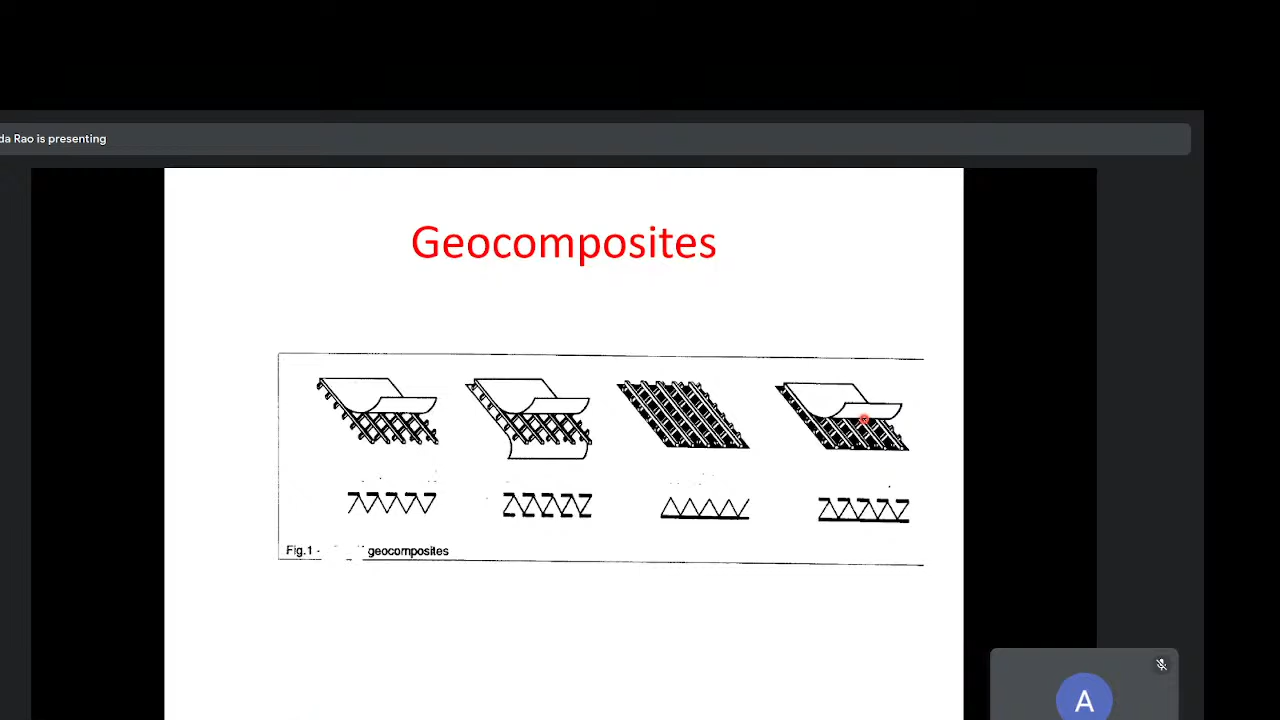 da Rao is presenting
Geocomposites
Fig.1 - geocomposites
A